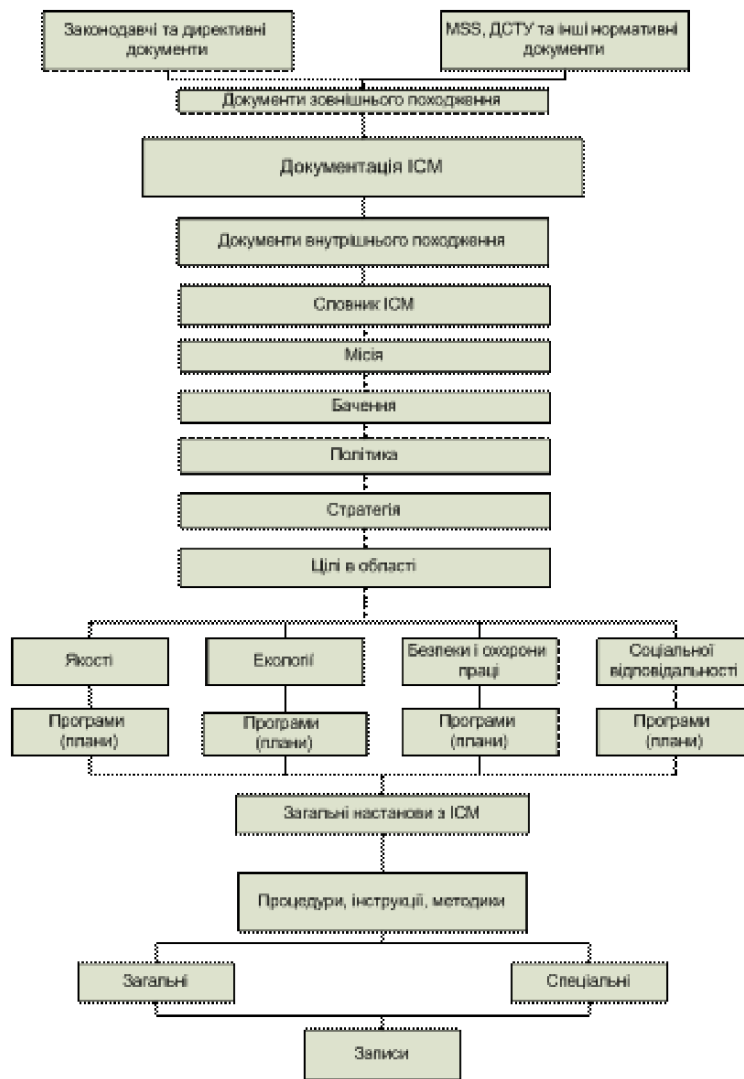 Законодавчі та директивні
документи
MSS, ДСТУ та інші нормативні
документи
Документи зовнішнього походження
Документація ІСМ
Документи внутрішнього походження
Словник ІСМ
Місія
Бачення
Політика
Стратегія
Цілі в області
Якості
Екології
Безпеки і охорони
праці
Соціальної
відповідальності
Програми
(плани)
Програми
(плани)
Програми
(плани)
Програми
(плани)
Загальні настанови з ІСМ
Процедури, інструкції, методики
Загальні
Спеціальні
Записи